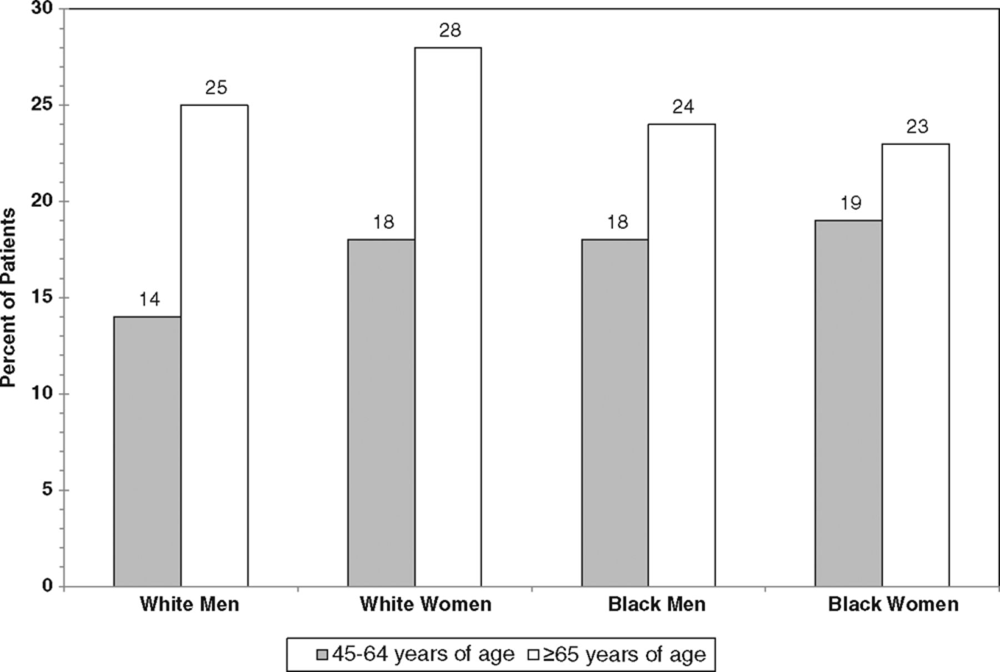 Percent of Patients
30
25
20
15
10
5
0
14
25
18
28
18
24
19
23
White Men
White Women
Black Men
Black Women
45-64 years of age ≥65 years of age